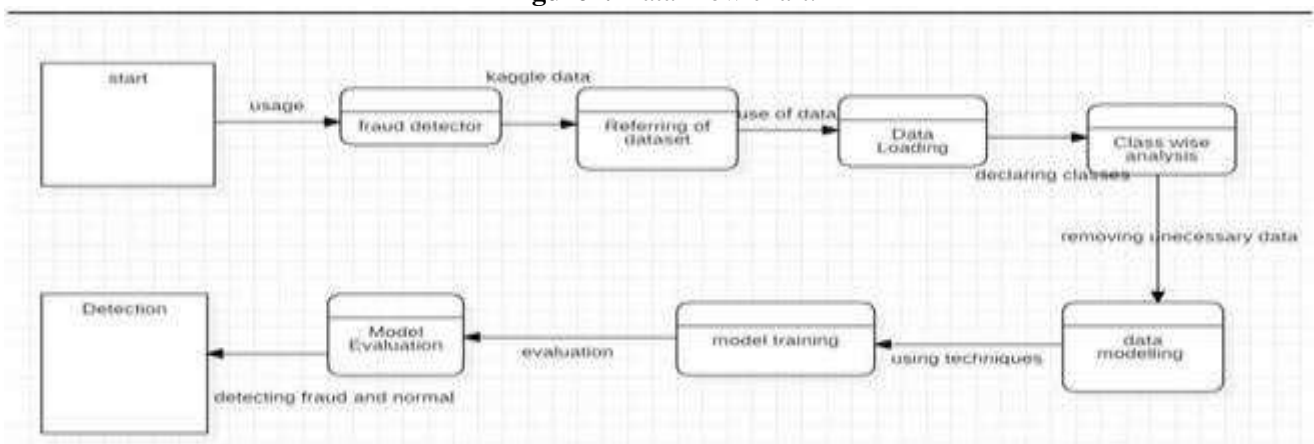 start
usage
fraud detector
kaggle data
Referring of
dataset
use of data
Data
Loading
declaring classes
Class wise
analysis
removing unecessary data
data
modelling
using techniques
model training
evaluation
Model
Evaluation
detecting fraud and normal
Detection